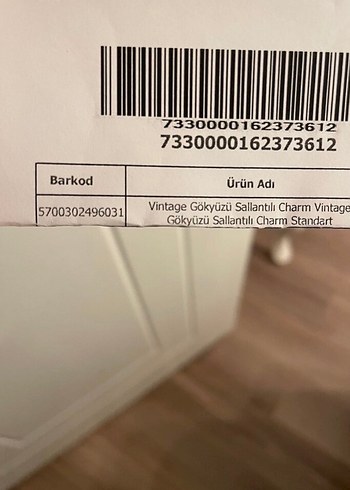 7330000162373612
7330000162373612
Barkod
Ürün Adı
5700302496031
Vintage Gökyüzü Sallantılı Charm Vintage
Gökyüzü Sallantılı Charm Standart